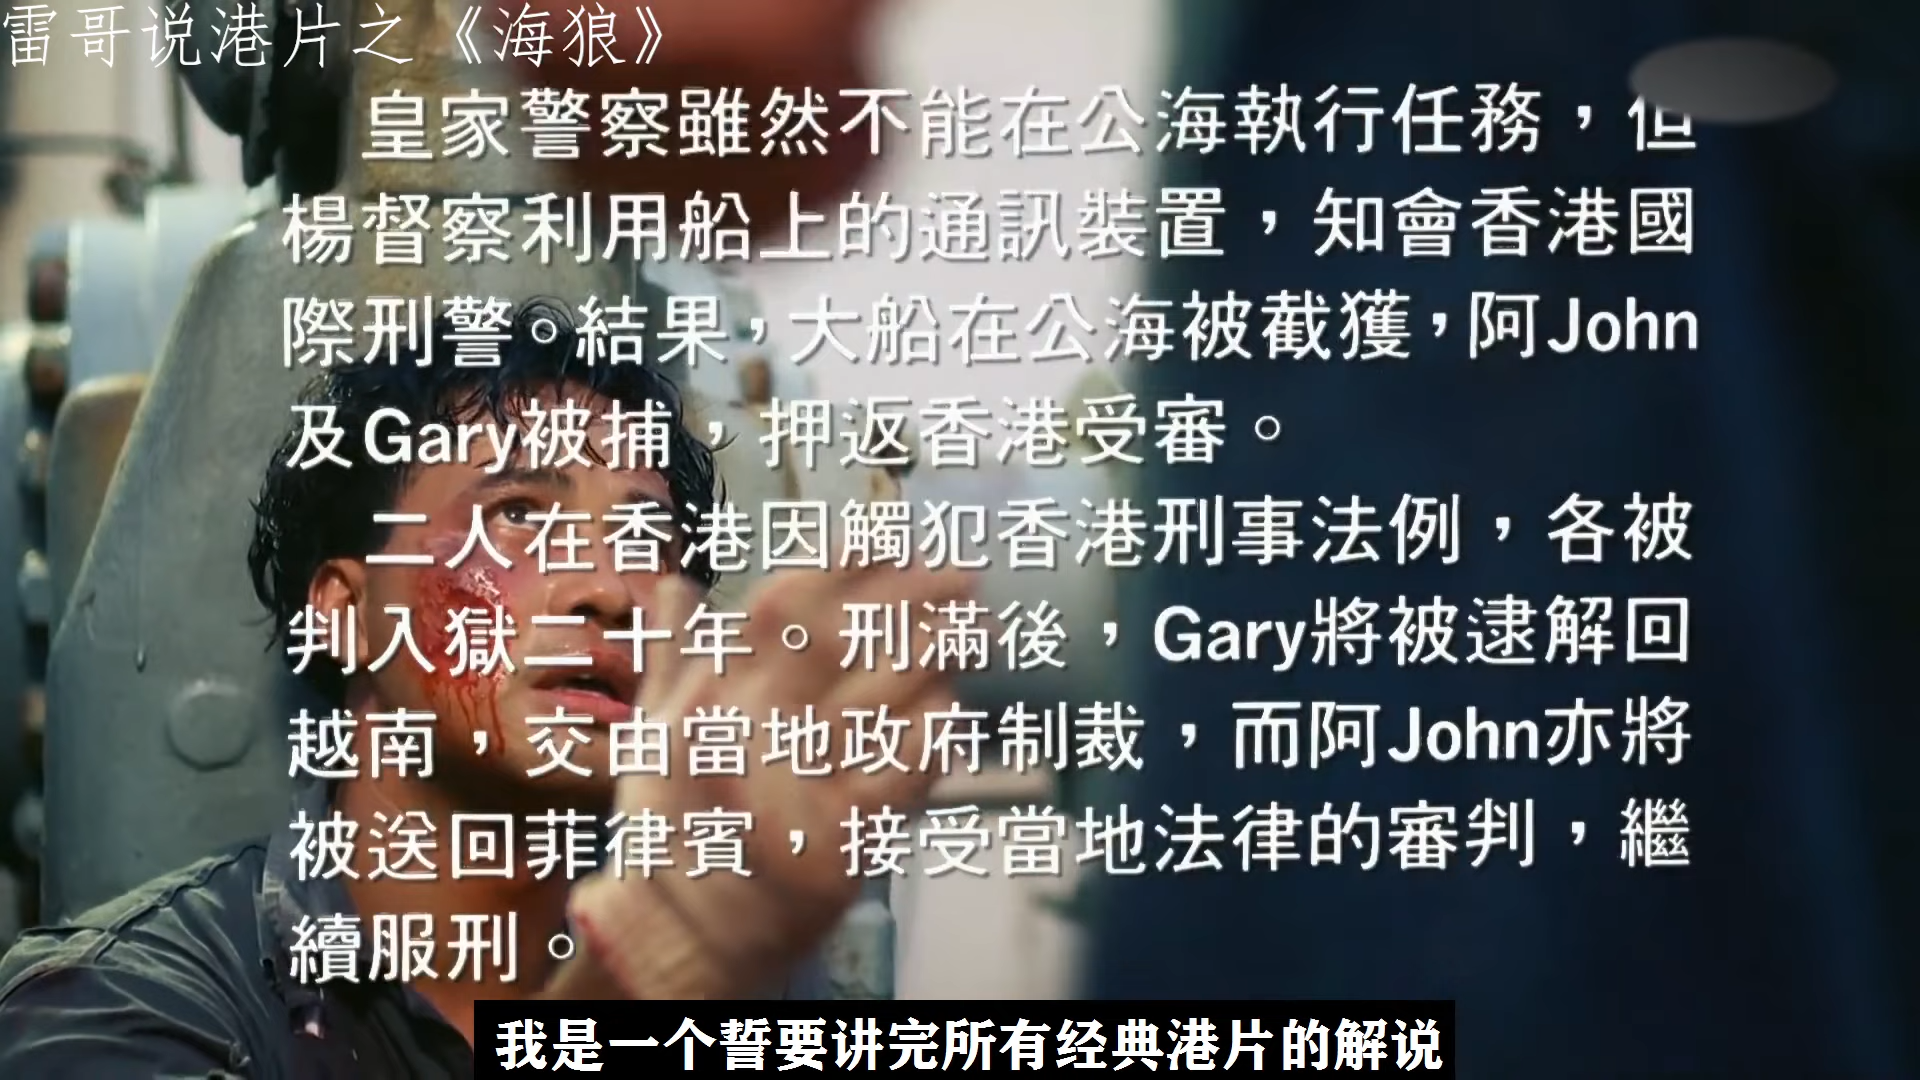 雷哥说港片之《海狼》
皇家警察雖然不能在公海執行任務，但
楊督察利用船上的通訊裝置，知會香港國
際刑警。結果，大船在公海被截獲，阿John
及Gary被捕，押返香港受審。
二人在香港因觸犯香港刑事法例，各被
判入獄二十年。刑滿後，Gary將被逮解回
越南，交由當地政府制裁，而阿John亦將
被送回菲律賓，接受當地法律的審判，繼
續服刑。
我是一个誓要讲完所有经典港片的解说